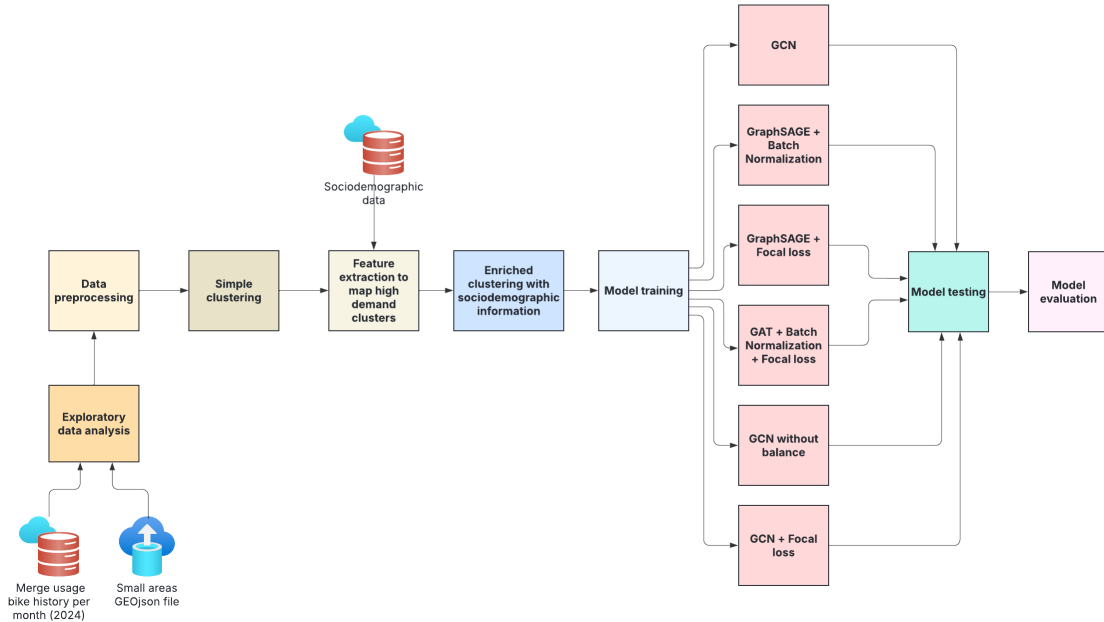 GCN
GraphSAGE +
Batch
Normalization
Sociodemographic
data
GraphSAGE +
Focal loss
Data
preprocessing
Simple
clustering
Feature
extraction to
map high
demand
clusters
Enriched
clustering with
sociodemographic
information
Model training
Model testing
Model
evaluation
GAT + Batch
Normalization
+ Focal loss
Exploratory
data analysis
GCN without
balance
GCN + Focal
loss
Merge usage
bike history per
month (2024)
Small areas
GEOjson file